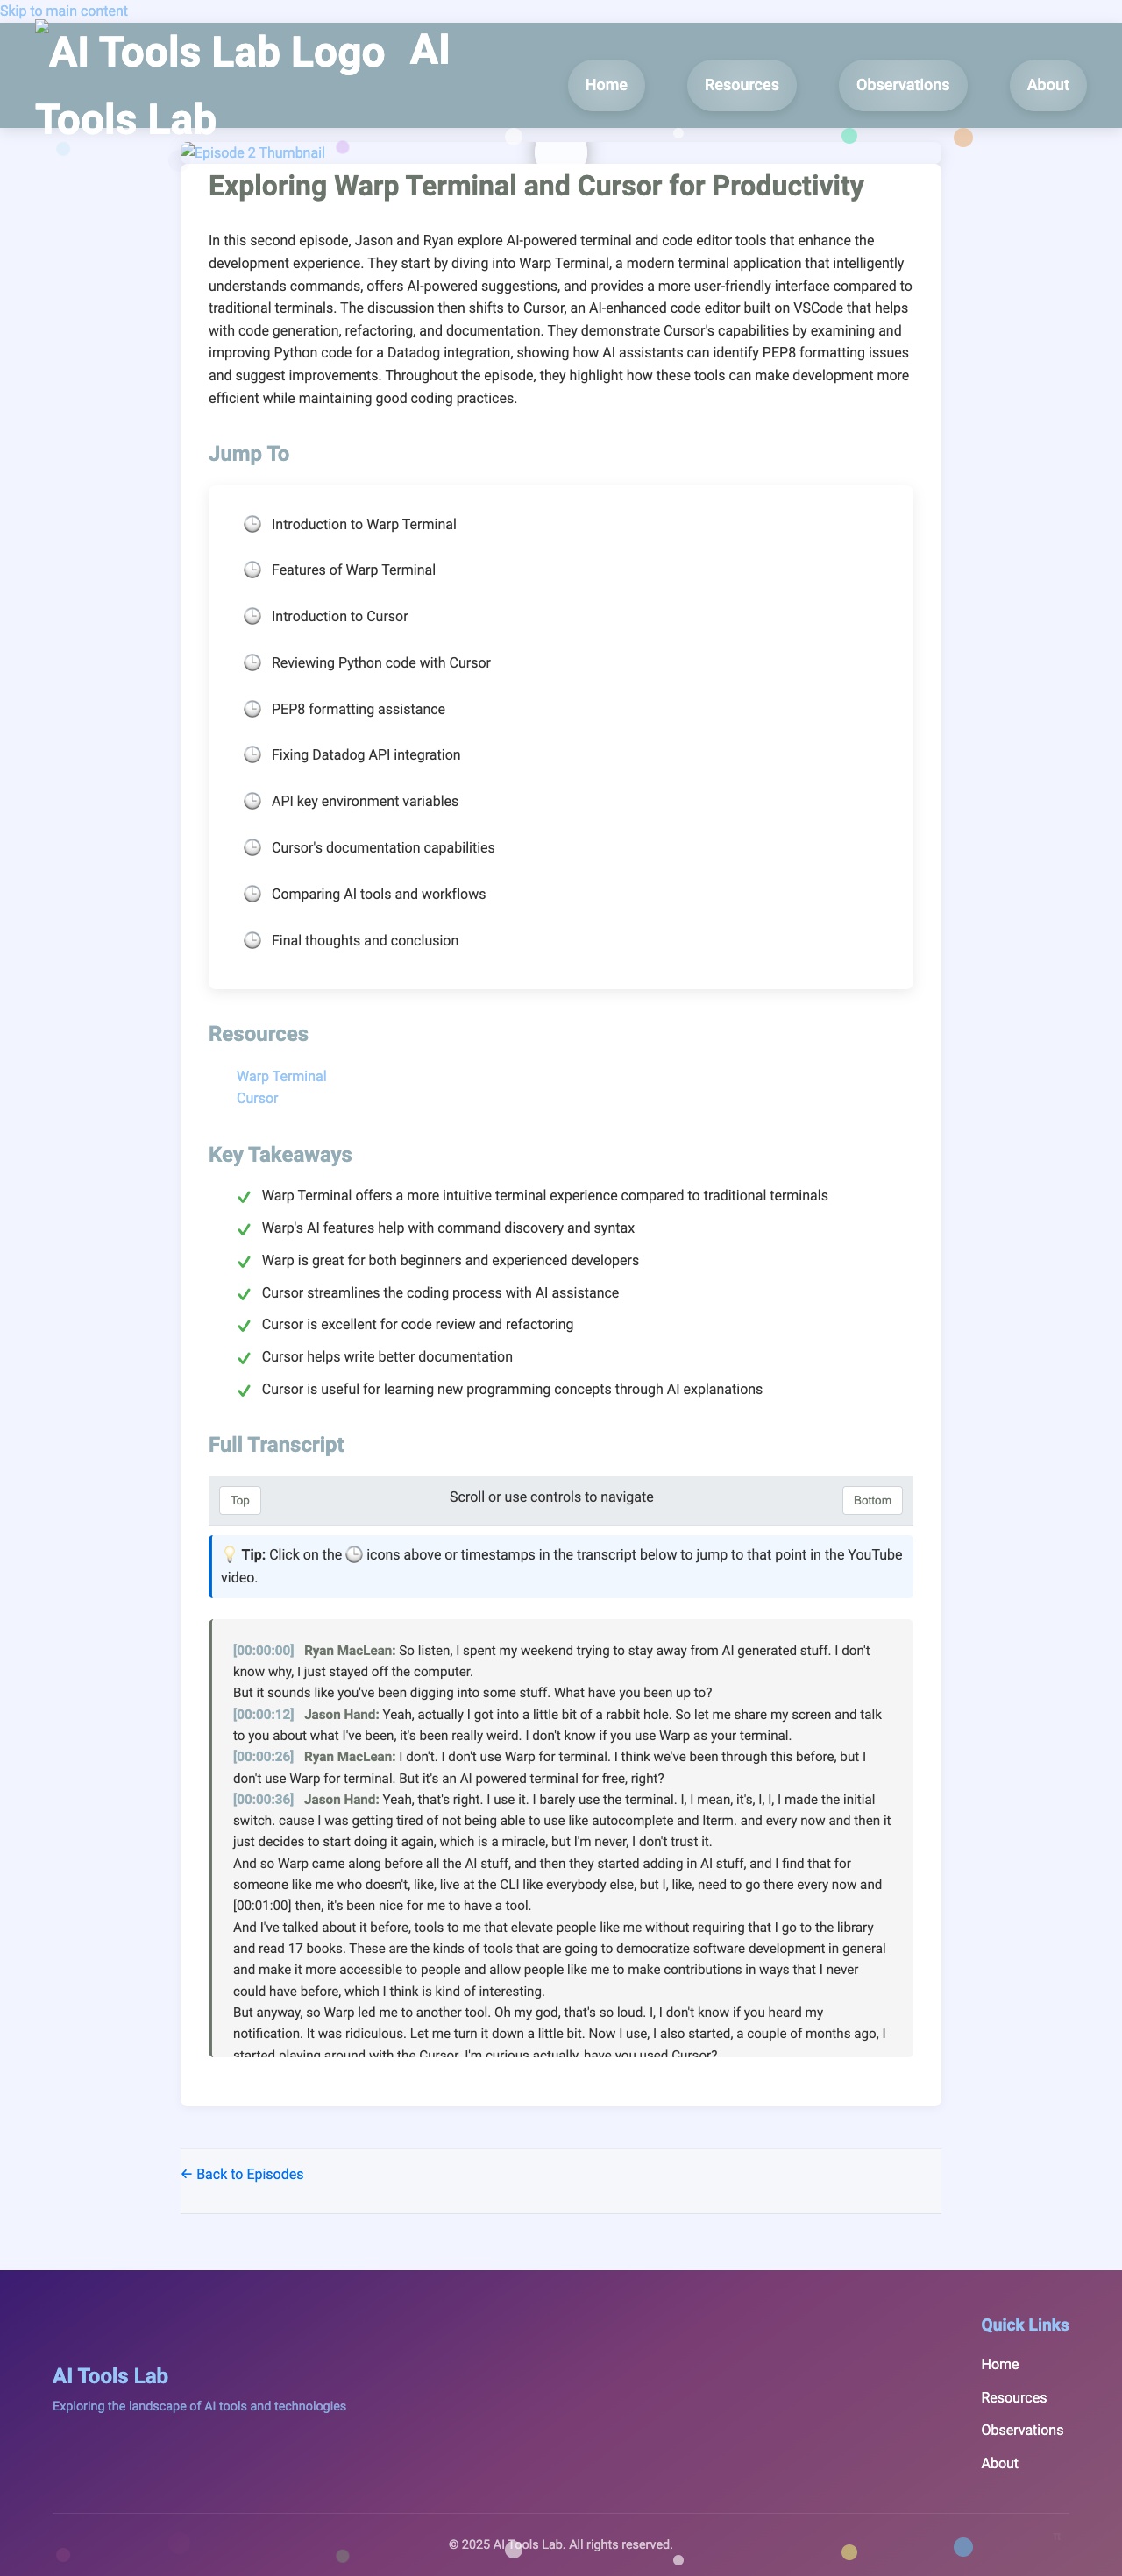 Skip to main content
AI Tools Lab Logo AI
Tools Lab
Home
Resources
Observations
About
Episode 2 Thumbnail
Exploring Warp Terminal and Cursor for Productivity
In this second episode, Jason and Ryan explore AI-powered terminal and code editor tools that enhance the
development experience. They start by diving into Warp Terminal, a modern terminal application that intelligently
understands commands, offers AI-powered suggestions, and provides a more user-friendly interface compared to
traditional terminals. The discussion then shifts to Cursor, an AI-enhanced code editor built on VSCode that helps
with code generation, refactoring, and documentation. They demonstrate Cursor's capabilities by examining and
improving Python code for a Datadog integration, showing how AI assistants can identify PEP8 formatting issues
and suggest improvements. Throughout the episode, they highlight how these tools can make development more
efficient while maintaining good coding practices.
Jump To
Introduction to Warp Terminal
Features of Warp Terminal
Introduction to Cursor
Reviewing Python code with Cursor
PEP8 formatting assistance
Fixing Datadog API integration
API key environment variables
Cursor's documentation capabilities
Comparing AI tools and workflows
Final thoughts and conclusion
Resources
Warp Terminal
Cursor
Key Takeaways
Warp Terminal offers a more intuitive terminal experience compared to traditional terminals
Warp's AI features help with command discovery and syntax
Warp is great for both beginners and experienced developers
Cursor streamlines the coding process with AI assistance
Cursor is excellent for code review and refactoring
Cursor helps write better documentation
Cursor is useful for learning new programming concepts through AI explanations
Full Transcript
Top
Scroll or use controls to navigate
Bottom
💡 Tip: Click on the 🕒 icons above or timestamps in the transcript below to jump to that point in the YouTube
video.
[00:00:00] Ryan MacLean: So listen, I spent my weekend trying to stay away from AI generated stuff. I don't
know why, I just stayed off the computer.
But it sounds like you've been digging into some stuff. What have you been up to?
[00:00:12] Jason Hand: Yeah, actually I got into a little bit of a rabbit hole. So let me share my screen and talk
to you about what I've been, it's been really weird. I don't know if you use Warp as your terminal.
[00:00:26] Ryan MacLean: I don't. I don't use Warp for terminal. I think we've been through this before, but I
don't use Warp for terminal. But it's an AI powered terminal for free, right?
[00:00:36] Jason Hand: Yeah, that's right. I use it. I barely use the terminal. I, I mean, it's, I, I, I made the initial
switch. cause I was getting tired of not being able to use like autocomplete and Iterm. and every now and then it
just decides to start doing it again, which is a miracle, but I'm never, I don't trust it.
And so Warp came along before all the AI stuff, and then they started adding in AI stuff, and I find that for
someone like me who doesn't, like, live at the CLI like everybody else, but I, like, need to go there every now and
[00:01:00] then, it's been nice for me to have a tool.
And I've talked about it before, tools to me that elevate people like me without requiring that I go to the library
and read 17 books. These are the kinds of tools that are going to democratize software development in general
and make it more accessible to people and allow people like me to make contributions in ways that I never
could have before, which I think is kind of interesting.
But anyway, so Warp led me to another tool. Oh my god, that's so loud. I, I don't know if you heard my
notification. It was ridiculous. Let me turn it down a little bit. Now I use, I also started, a couple of months ago, I
started playing around with the Cursor. I'm curious actually, have you used Cursor?
← Back to Episodes
Quick Links
AI Tools Lab
Exploring the landscape of AI tools and technologies
Home
Resources
Observations
About
© 2025 AI Tools Lab. All rights reserved.